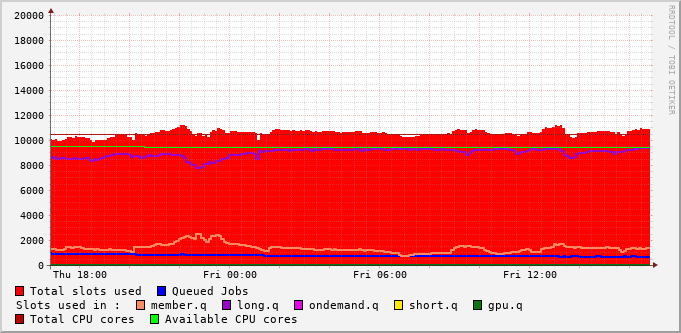 RRDTOOL / TOBI OETIKER
20000
18000
16000
14000
12000
10000
8000
6000
4000
2000
0
Thu 18:00 Fri 00:00 Fri 06:00 Fri 12:00
Total slots used Queued Jobs
Slots used in : member.q long.q ondemand.q short.q gpu.q
Total CPU cores Available CPU cores